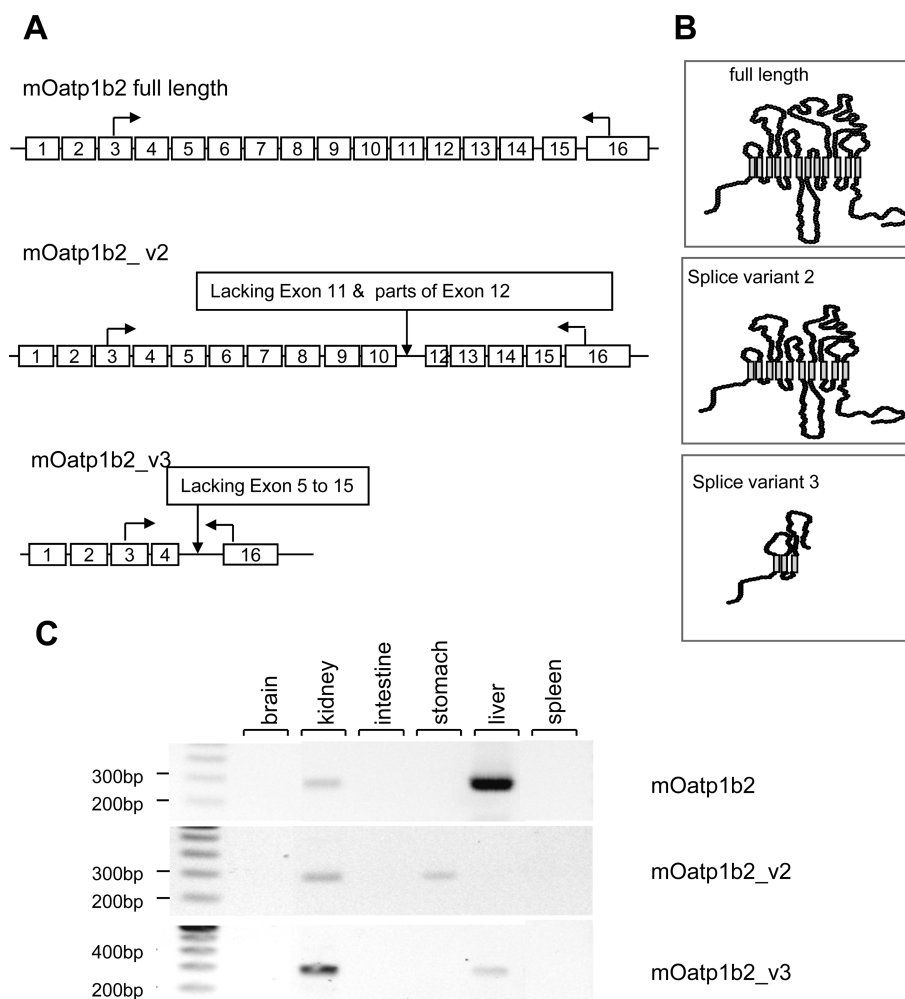 A
mOatp1b2 full length
1 2 3 4 5 6 7 8 9 10 11 12 13 14 15 16
mOatp1b2_ v2
Lacking Exon 11 & parts of Exon 12
1 2 3 4 5 6 7 8 9 10 12 13 14 15 16
mOatp1b2_v3
Lacking Exon 5 to 15
1 2 3 4 16
B
full length
Splice variant 2
Splice variant 3
C
brain kidney intestine stomach liver spleen
300bp
200bp
mOatp1b2
300bp
200bp
mOatp1b2_v2
400bp
200bp
mOatp1b2_v3